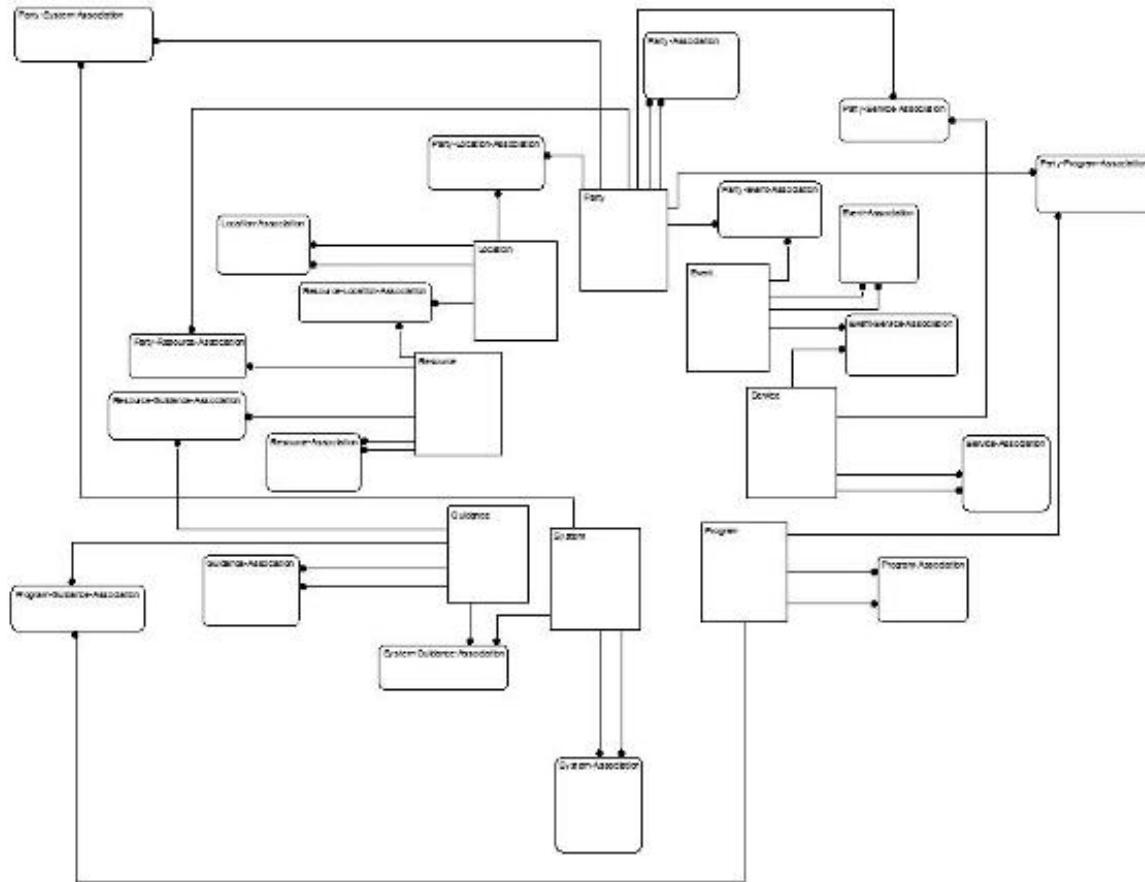 Party-System-Association
Party-Association
Party-Service-Association
Party-Location-Association
Party-Program-Association
Party
Party-Event-Association
Location-Association
Event-Association
Location
Event
Resource-Location-Association
Event-Service-Association
Party-Resource-Association
Resource
Resource-Guidance-Association
Service
Resource-Association
Service-Association
Guidance
System
Program
Guidance-Association
Program-Association
Program-Guidance-Association
System-Guidance-Association
System-Association